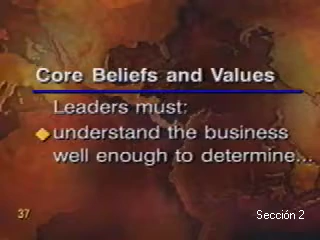 Core Beliefs and Values
Leaders must:
understand the business
well enough to determine...
37
Sección 2